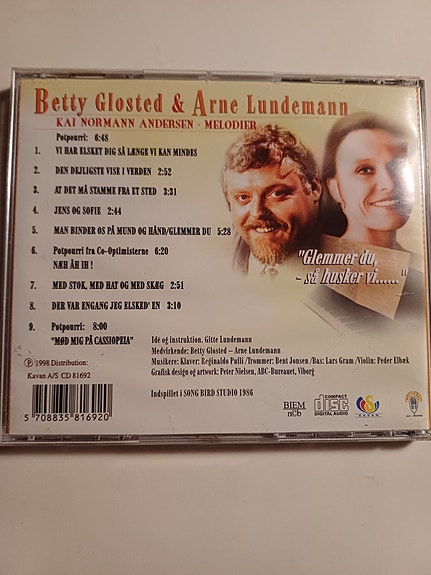 Betty Glosted & Arne Lundemann
KAI NORMANN ANDERSEN · MELODIER
Potpourri: 6:48
1. VI HAR ELSKET DIG SÅ LÆNGE VI KAN MINDES
2. DEN DEJLIGSTE VISE I VERDEN 2:52
3. AT DET MÅ STAMME FRA ET STED 3:31
4. JENS OG SOFIE 2:44
5. MAN BINDER OS PÅ MUND OG HÅND/GLEMMER DU 5:28
6. Potpourri fra Co-Optimisterne 6:20
NÆH ÅH IH !
7. MED STOK, MED HAT OG MED SKÆG 2:51
8. DER VAR ENGANG JEG ELSKED' EN 3:10
9. Potpourri: 8:00
"MØD MIG PÅ CASSIOPEIA"
"Glemmer du,
- så husker vi....."
Idé og instruktion. Gitte Lundemann
Medvirkende: Betty Glosted – Arne Lundemann
Musikere: Klaver: Reginaldo Pulli /Trommer: Bent Jonsen /Bas: Lars Gram /Violin: Peder Elbæk
Grafisk design og artwork: Peter Nielsen, ABC-Bureauet, Viborg
Indspillet i SONG BIRD STUDIO 1986
Ⓟ 1998 Distribution:
Kavan A/S CD 81692
5 708835 816920
BIEM
n©b
COMPACT
disc
DIGITAL AUDIO
KAVAN